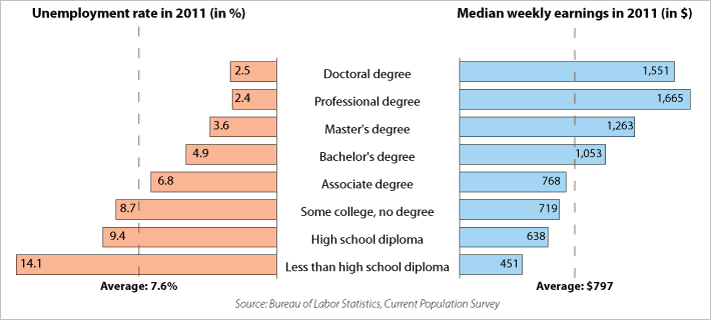 Unemployment rate in 2011 (in %)
Median weekly earnings in 2011 (in $)
2.5 Doctoral degree 1,551
2.4 Professional degree 1,665
3.6 Master's degree 1,263
4.9 Bachelor's degree 1,053
6.8 Associate degree 768
8.7 Some college, no degree 719
9.4 High school diploma 638
14.1 Less than high school diploma 451
Average: 7.6%
Average: $797
Source: Bureau of Labor Statistics, Current Population Survey